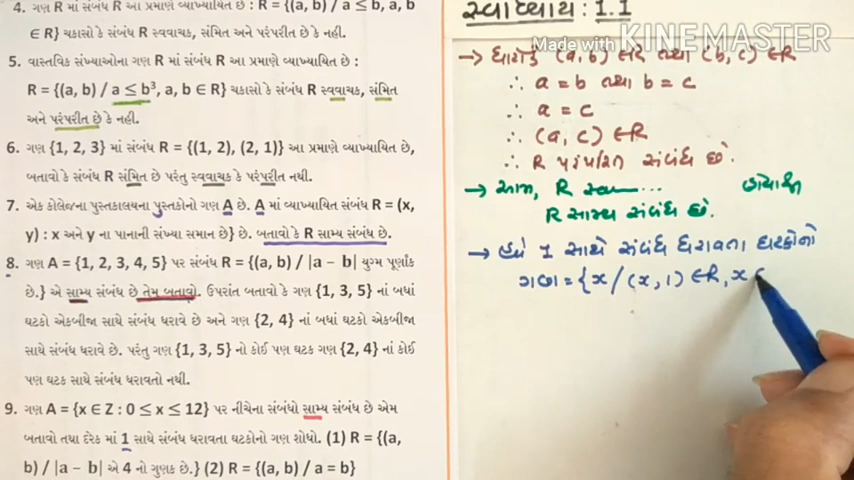 4. ગણ R માં સંબંધ R આ પ્રમાણે વ્યાખ્યાયિત છે : R = {(a, b) / a ≤ b, a, b
∈ R} ચકાસો કે સંબંધ R સ્વવાચક, સંમિત અને પરંપરીત છે કે નહી.
5. વાસ્તવિક સંખ્યાઓના ગણ R માં સંબંધ R આ પ્રમાણે વ્યાખ્યાયિત છે :
R = {(a, b) / a ≤ b³, a, b ∈ R} ચકાસો કે સંબંધ R સ્વવાચક, સંમિત
અને પરંપરીત છે કે નહી.
6. ગણ {1, 2, 3} માં સંબંધ R = {(1, 2), (2, 1)} આ પ્રમાણે વ્યાખ્યાયિત છે,
બતાવો કે સંબંધ R સંમિત છે પરંતુ સ્વવાચક કે પરંપરીત નથી.
7. એક કોલેજના પુસ્તકાલયના પુસ્તકોનો ગણ A છે. A માં વ્યાખ્યાયિત સંબંધ R = (x,
y) : x અને y ના પાનાની સંખ્યા સમાન છે} છે. બતાવો કે R સામ્ય સંબંધ છે.
8. ગણ A = {1, 2, 3, 4, 5} પર સંબંધ R = {(a, b) / |a – b| યુગ્મ પૂર્ણાંક
છે.} એ સામ્ય સંબંધ છે તેમ બતાવો. ઉપરાંત બતાવો કે ગણ {1, 3, 5} નાં બધાં
ઘટકો એકબીજા સાથે સંબંધ ધરાવે છે અને ગણ {2, 4} નાં બધાં ઘટકો એકબીજા
સાથે સંબંધ ધરાવે છે. પરંતુ ગણ {1, 3, 5} નો કોઈ પણ ઘટક ગણ {2, 4} નાં કોઈ
પણ ઘટક સાથે સંબંધ ધરાવતો નથી.
9. ગણ A = {x ∈ Z : 0 ≤ x ≤ 12} પર નીચેના સંબંધો સામ્ય સંબંધ છે એમ
બતાવો તથા દરેક માં 1 સાથે સંબંધ ધરાવતા ઘટકોનો ગણ શોધો. (1) R = {(a,
b) / |a – b| એ 4 નો ગુણક છે.} (2) R = {(a, b) / a = b}
સ્વાધ્યાય : 1.1
Made with KINEMASTER
→ ધારોકે (a, b) ∈ R તથા (b, c) ∈ R
∴ a = b તથા b = c
∴ a = c
∴ (a, c) ∈ R
∴ R પરંપરિત સંબંધ છે.
→ આમ, R સ્વ ...
R સામ્ય સંબંધ છે.
→ હવે 1 સાથે સંબંધ ધરાવતા ઘટકોનો
ગણ = {x / (x, 1) ∈ R, x